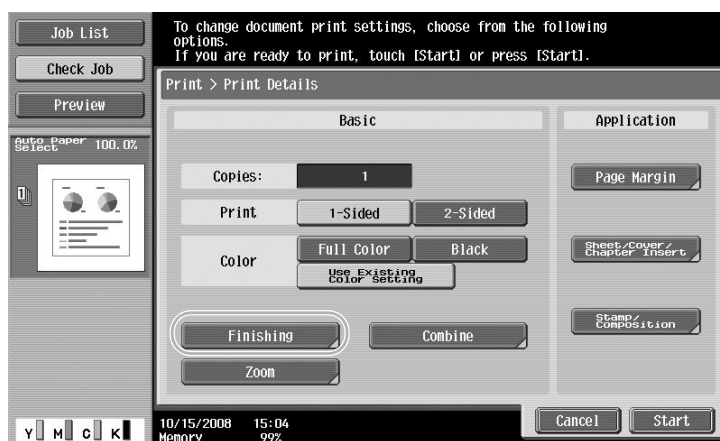 Job List
Check Job
Preview
Auto Paper
Select
100.0%
1
To change document print settings, choose from the following
options.
If you are ready to print, touch [Start] or press [Start].
Print > Print Details
Basic
Application
Copies:
1
Print
1-Sided
2-Sided
Color
Full Color
Black
Use Existing
Color Setting
Finishing
Combine
Zoom
Page Margin
Sheet/Cover/
Chapter Insert
Stamp/
Composition
Y M C K
10/15/2008 15:04
Memory 99%
Cancel
Start